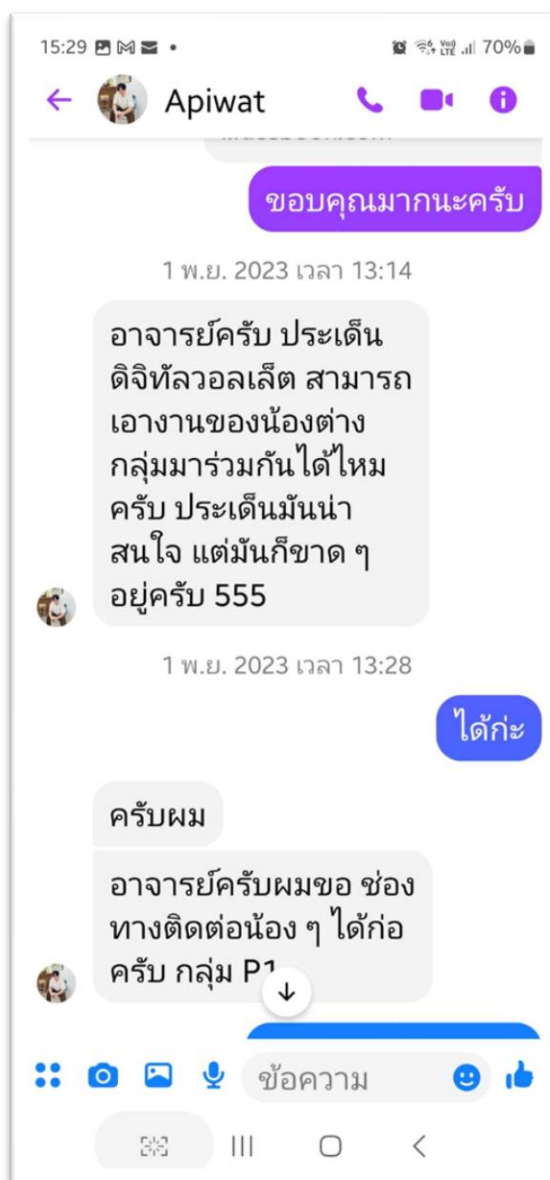 15:29
Vo) LTE 70%
Apiwat
ขอบคุณมากนะครับ
1 พ.ย. 2023 เวลา 13:14
อาจารย์ครับ ประเด็น
ดิจิทัลวอลเล็ต สามารถ
เอางานของน้องต่าง
กลุ่มมาร่วมกันได้ไหม
ครับ ประเด็นมันน่า
สนใจ แต่มันก็ขาด ๆ
อยู่ครับ 555
1 พ.ย. 2023 เวลา 13:28
ได้ก่ะ
ครับผม
อาจารย์ครับผมขอ ช่อง
ทางติดต่อน้อง ๆ ได้ก่อ
ครับ กลุ่ม P1
ข้อความ